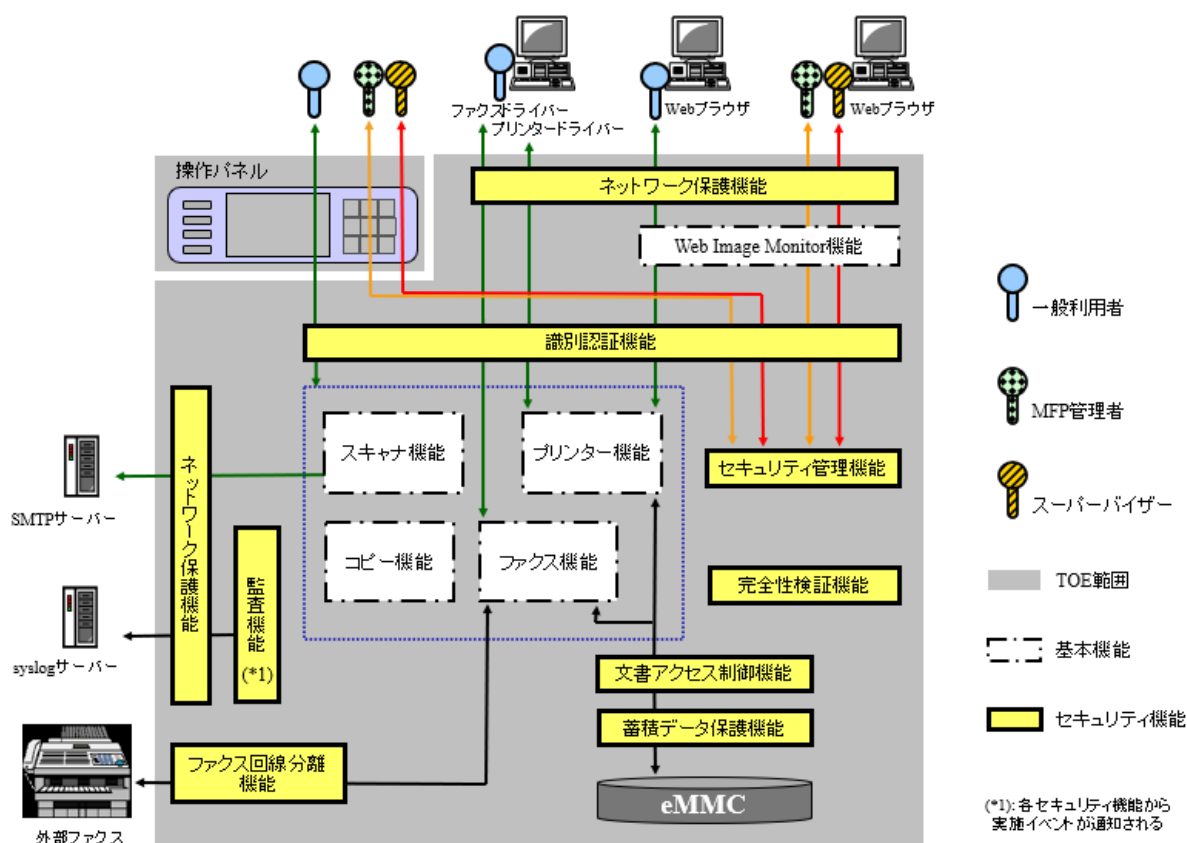 ファクスドライバー
プリンタードライバー
Webブラウザ
Webブラウザ
操作パネル
ネットワーク保護機能
Web Image Monitor機能
識別認証機能
スキャナ機能
プリンター機能
セキュリティ管理機能
コピー機能
ファクス機能
完全性検証機能
ネットワーク保護機能
監査機能
(*1)
SMTPサーバー
syslogサーバー
文書アクセス制御機能
蓄積データ保護機能
ファクス回線分離
機能
eMMC
外部ファクス
一般利用者
MFP管理者
スーパーバイザー
TOE範囲
基本機能
セキュリティ機能
(*1): 各セキュリティ機能から
実施イベントが通知される